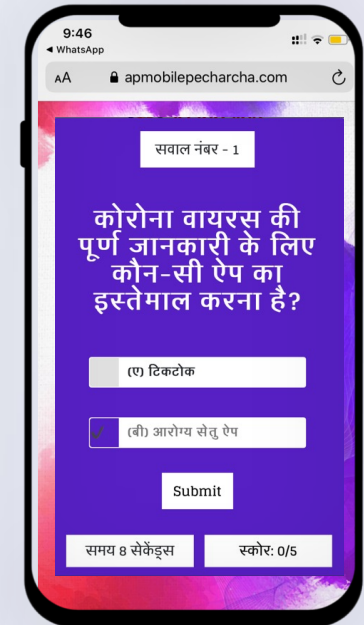 9:46
◀ WhatsApp
AA apmobilepecharcha.com
सवाल नंबर - 1
कोरोना वायरस की
पूर्ण जानकारी के लिए
कौन-सी ऐप का
इस्तेमाल करना है?
(ए) टिकटोक
(बी) आरोग्य सेतु ऐप
Submit
समय 8 सेकेंड्स स्कोर: 0/5